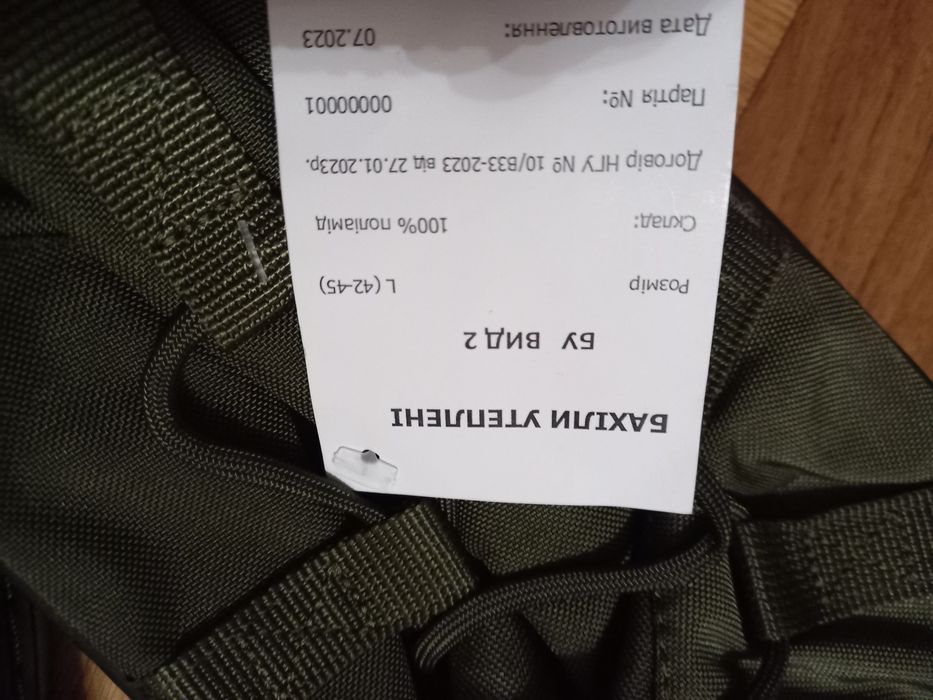 БАХІЛИ УТЕПЛЕНІ
БУ ВИД 2
Розмір L (42-45)
Склад: 100% поліамід
Договір НГУ № 10/ВЗЗ-2023 від 27.01.2023р.
Партія №: 00000001
Дата виготовлення: 07.2023